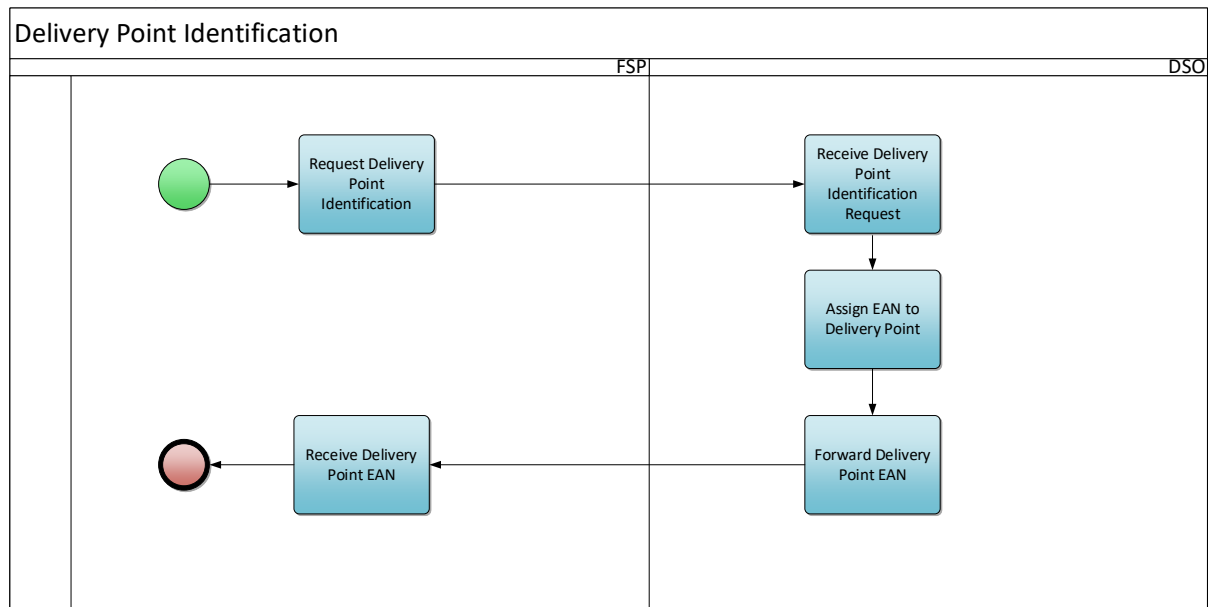 Delivery Point Identification
FSP
DSO
Request Delivery
Point
Identification
Receive Delivery
Point
Identification
Request
Assign EAN to
Delivery Point
Receive Delivery
Point EAN
Forward Delivery
Point EAN